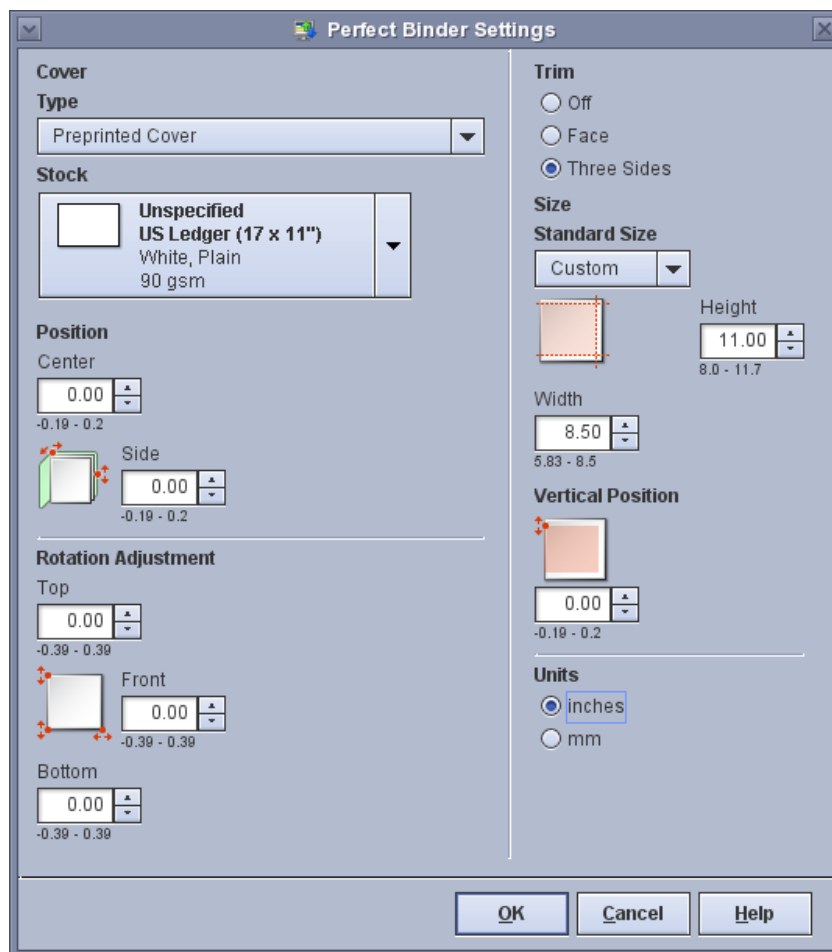 Perfect Binder Settings
Cover
Type
Preprinted Cover
Stock
Unspecified
US Ledger (17 x 11")
White, Plain
90 gsm
Position
Center
0.00
-0.19 - 0.2
Side
0.00
-0.19 - 0.2
Rotation Adjustment
Top
0.00
-0.39 - 0.39
Front
0.00
-0.39 - 0.39
Bottom
0.00
-0.39 - 0.39
Trim
Off
Face
Three Sides
Size
Standard Size
Custom
Height
11.00
8.0 - 11.7
Width
8.50
5.83 - 8.5
Vertical Position
0.00
-0.19 - 0.2
Units
inches
mm
OK
Cancel
Help